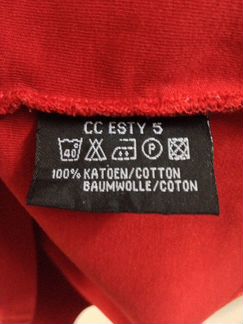 CC ESTY 5
40 P
100% KATOEN/COTTON
BAUMWOLLE/COTON